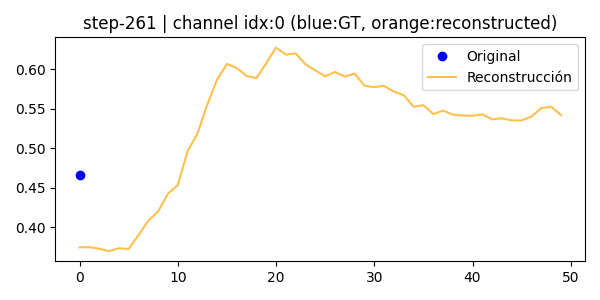 step-261 | channel idx:0 (blue:GT, orange:reconstructed)
Original
Reconstrucción
0.60
0.55
0.50
0.45
0.40
0 10 20 30 40 50